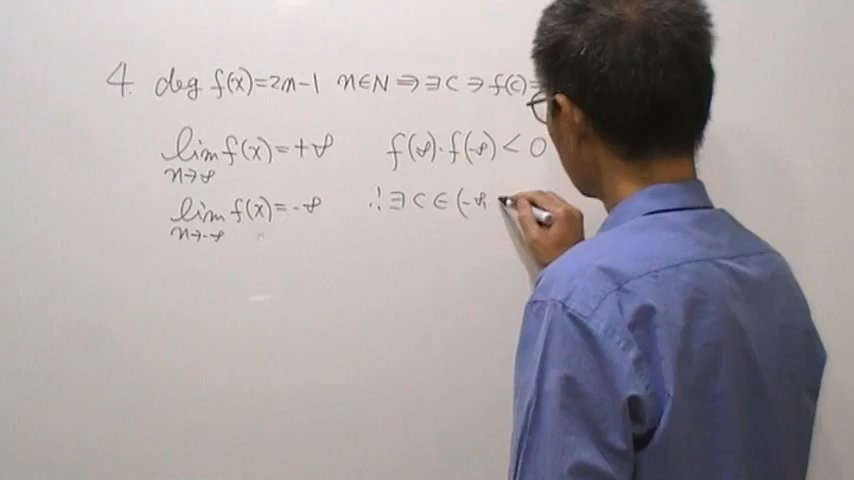 4. deg f(x)=2n-1 n∈N ⇒ ∃ C ∋ f(c)=
lim f(x)=+∞ f(∞)·f(-∞) < 0
n→∞
lim f(x)=-∞ ∴ ∃ C ∈ (-∞
n→-∞